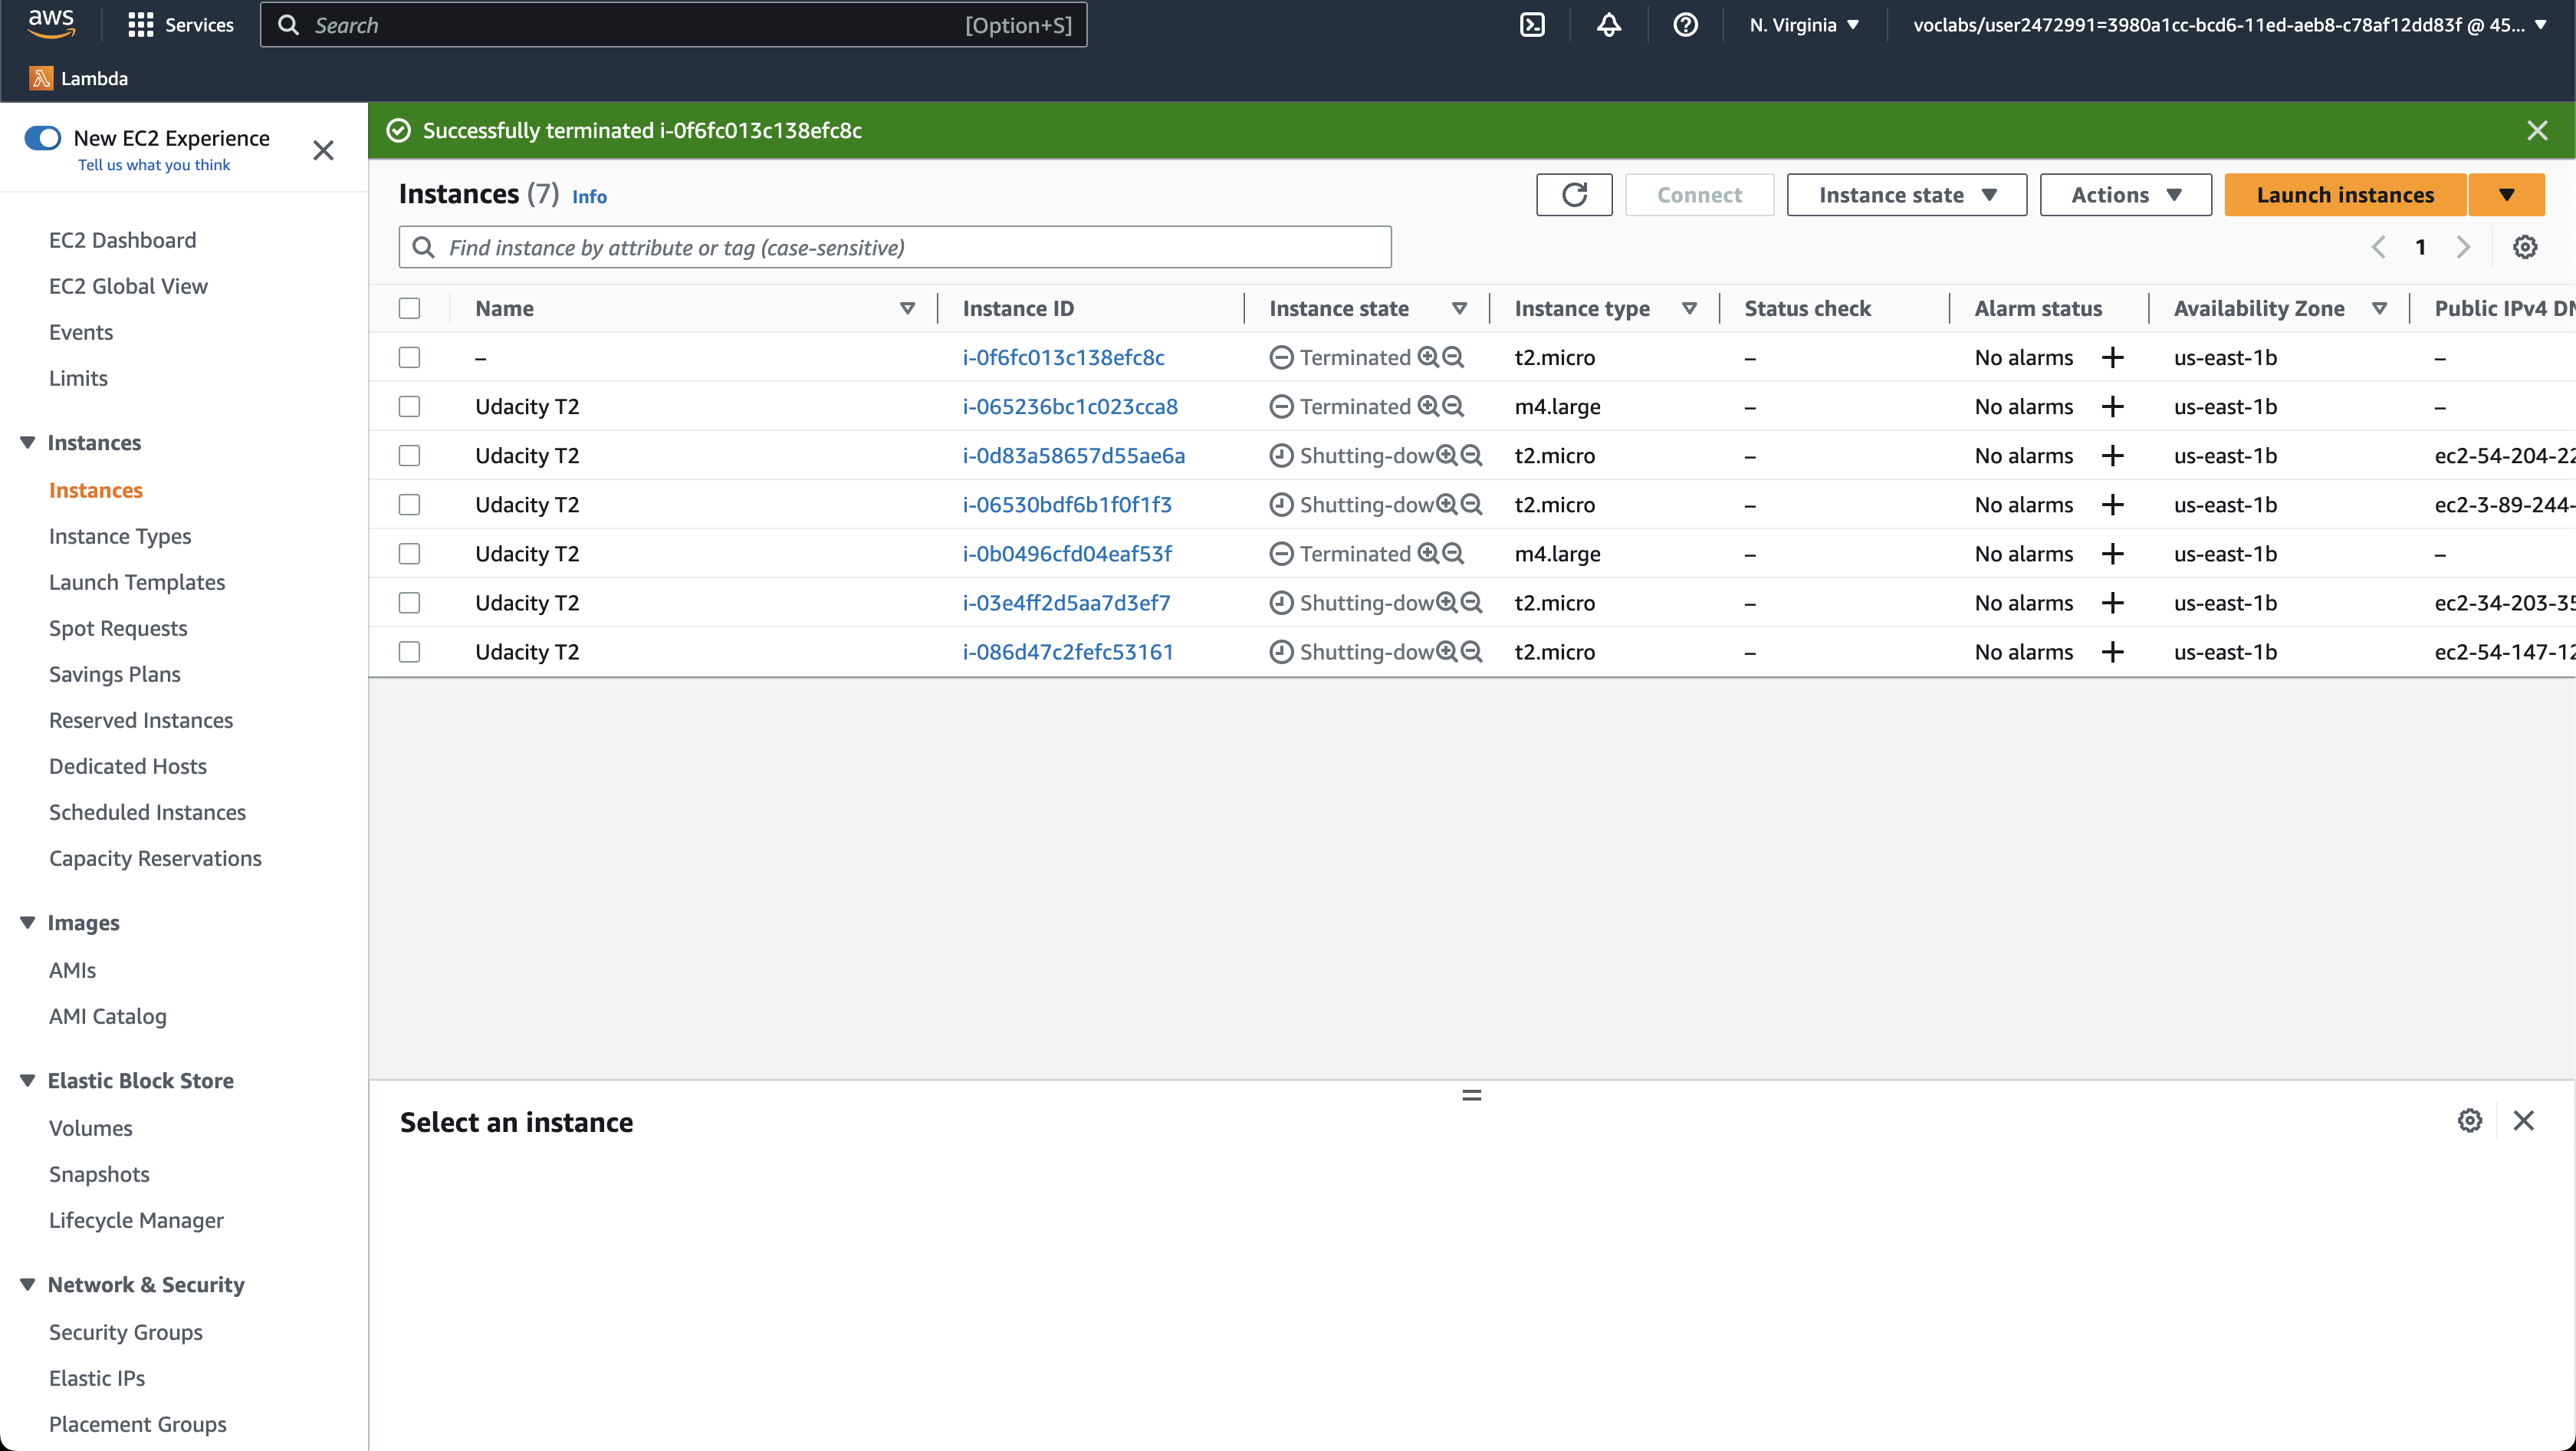 aws Services Search [Option+S] N. Virginia voclabs/user2472991=3980a1cc-bcd6-11ed-aeb8-c78af12dd83f @ 45...
Lambda
New EC2 Experience
Tell us what you think
EC2 Dashboard
EC2 Global View
Events
Limits
Instances
Instances
Instance Types
Launch Templates
Spot Requests
Savings Plans
Reserved Instances
Dedicated Hosts
Scheduled Instances
Capacity Reservations
Images
AMIs
AMI Catalog
Elastic Block Store
Volumes
Snapshots
Lifecycle Manager
Network & Security
Security Groups
Elastic IPs
Placement Groups
Successfully terminated i-0f6fc013c138efc8c
Instances (7) Info Connect Instance state Actions Launch instances
Find instance by attribute or tag (case-sensitive) 1
Name Instance ID Instance state Instance type Status check Alarm status Availability Zone Public IPv4 DN
– i-0f6fc013c138efc8c Terminated t2.micro – No alarms + us-east-1b –
Udacity T2 i-065236bc1c023cca8 Terminated m4.large – No alarms + us-east-1b –
Udacity T2 i-0d83a58657d55ae6a Shutting-dow t2.micro – No alarms + us-east-1b ec2-54-204-22
Udacity T2 i-06530bdf6b1f0f1f3 Shutting-dow t2.micro – No alarms + us-east-1b ec2-3-89-244-
Udacity T2 i-0b0496cfd04eaf53f Terminated m4.large – No alarms + us-east-1b –
Udacity T2 i-03e4ff2d5aa7d3ef7 Shutting-dow t2.micro – No alarms + us-east-1b ec2-34-203-35
Udacity T2 i-086d47c2fefc53161 Shutting-dow t2.micro – No alarms + us-east-1b ec2-54-147-12
Select an instance